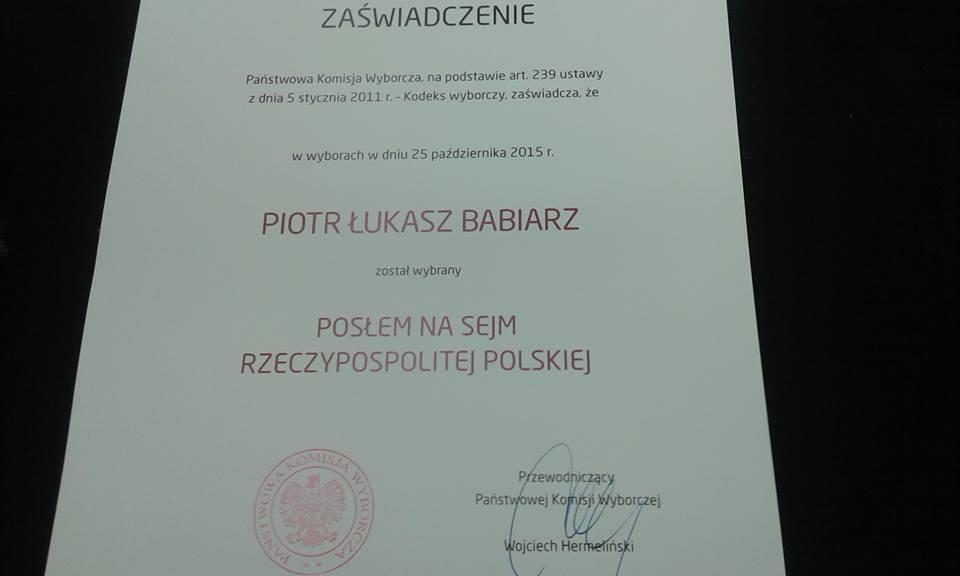 ZAŚWIADCZENIE
Państwowa Komisja Wyborcza, na podstawie art. 239 ustawy
z dnia 5 stycznia 2011 r. – Kodeks wyborczy, zaświadcza, że
w wyborach w dniu 25 października 2015 r.
PIOTR ŁUKASZ BABIARZ
został wybrany
POSŁEM NA SEJM
RZECZYPOSPOLITEJ POLSKIEJ
PAŃSTWOWA KOMISJA WYBORCZA
Przewodniczący
Państwowej Komisji Wyborczej
Wojciech Hermeliński